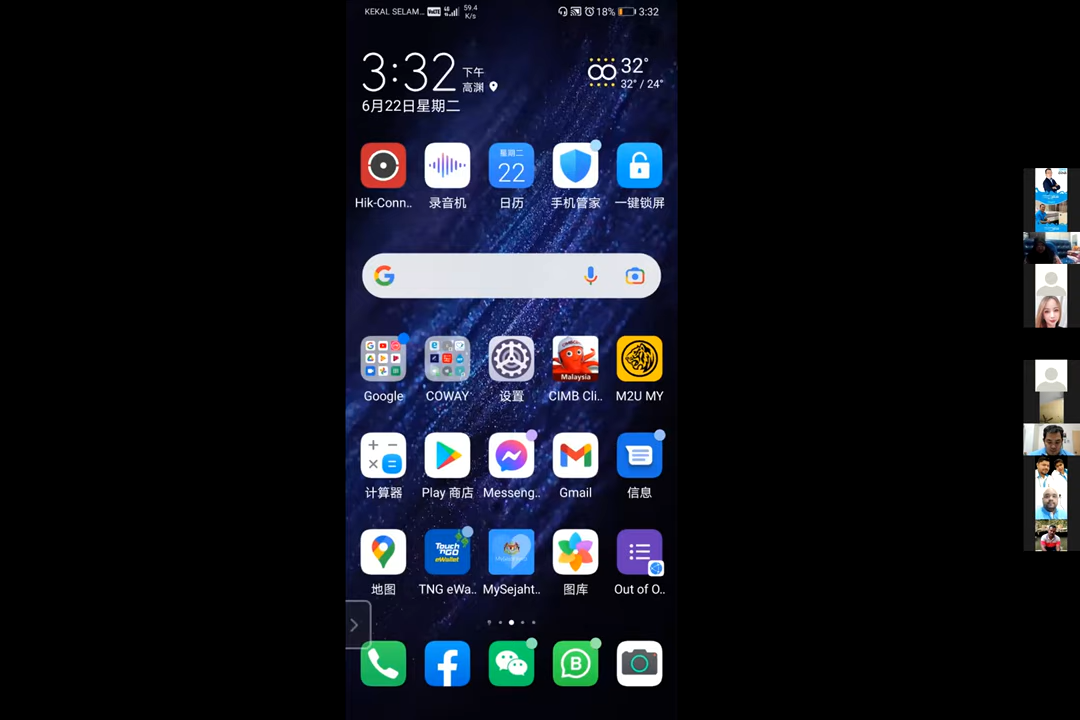 KEKAL SELAM... VoLTE 59.4 K/s 18% 3:32
3:32 下午
高渊
6月22日星期二
32°
32° / 24°
星期二
22
Hik-Conn.. 录音机 日历 手机管家 一键锁屏
Malaysia
Google COWAY 设置 CIMB Cli.. M2U MY
计算器 Play 商店 Messeng.. Gmail 信息
Touch 'nGO eWallet
地图 TNG eWa.. MySejaht.. 图库 Out of O..
B